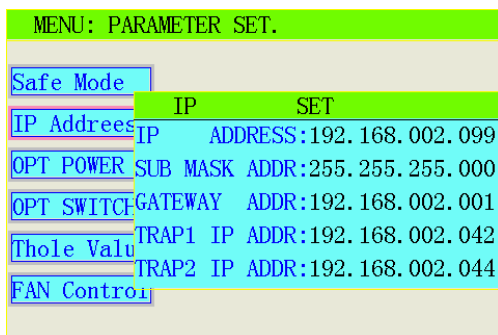 MENU: PARAMETER SET.
Safe Mode
IP Addrees
OPT POWER
OPT SWITCH
Thole Valu
FAN Control
IP SET
IP ADDRESS:192.168.002.099
SUB MASK ADDR:255.255.255.000
GATEWAY ADDR:192.168.002.001
TRAP1 IP ADDR:192.168.002.042
TRAP2 IP ADDR:192.168.002.044